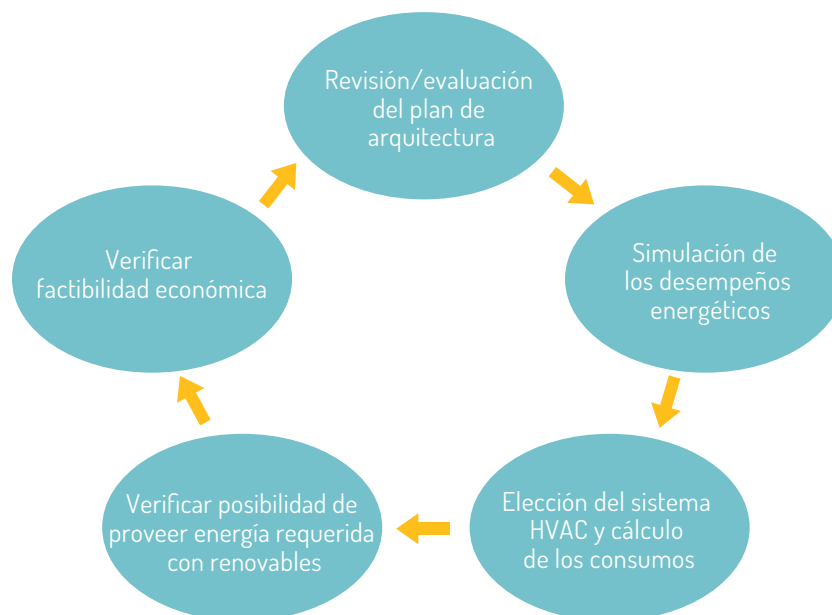 Revisión/evaluación
del plan de
arquitectura
Simulación de
los desempeños
energéticos
Elección del sistema
HVAC y cálculo
de los consumos
Verificar posibilidad de
proveer energía requerida
con renovables
Verificar
factibilidad económica